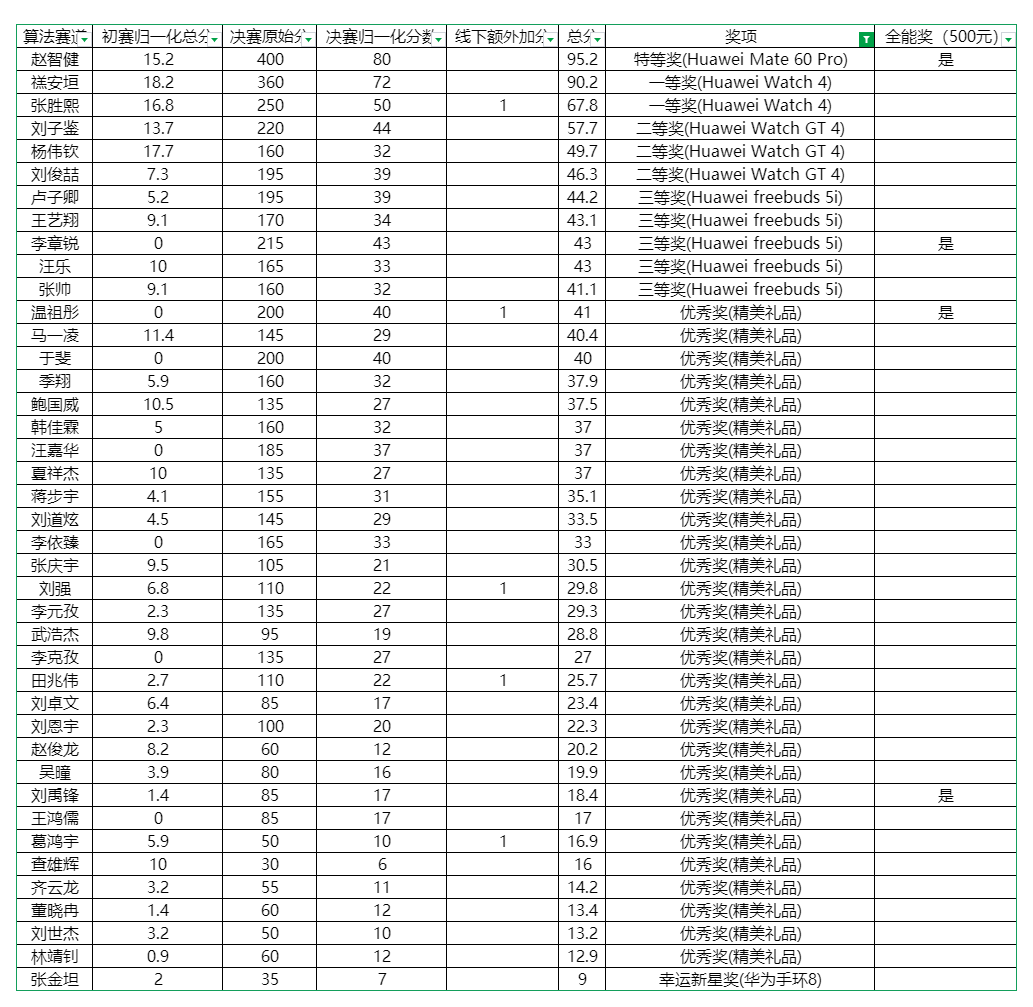 算法赛道 初赛归一化总分 决赛原始分 决赛归一化分数 线下额外加分 总分 奖项 全能奖（500元）
赵智健 15.2 400 80 95.2 特等奖(Huawei Mate 60 Pro) 是
禚安垣 18.2 360 72 90.2 一等奖(Huawei Watch 4)
张胜熙 16.8 250 50 1 67.8 一等奖(Huawei Watch 4)
刘子鉴 13.7 220 44 57.7 二等奖(Huawei Watch GT 4)
杨伟钦 17.7 160 32 49.7 二等奖(Huawei Watch GT 4)
刘俊喆 7.3 195 39 46.3 二等奖(Huawei Watch GT 4)
卢子卿 5.2 195 39 44.2 三等奖(Huawei freebuds 5i)
王艺翔 9.1 170 34 43.1 三等奖(Huawei freebuds 5i)
李章锐 0 215 43 43 三等奖(Huawei freebuds 5i) 是
汪乐 10 165 33 43 三等奖(Huawei freebuds 5i)
张帅 9.1 160 32 41.1 三等奖(Huawei freebuds 5i)
温祖彤 0 200 40 1 41 优秀奖(精美礼品) 是
马一凌 11.4 145 29 40.4 优秀奖(精美礼品)
于斐 0 200 40 40 优秀奖(精美礼品)
季翔 5.9 160 32 37.9 优秀奖(精美礼品)
鲍国威 10.5 135 27 37.5 优秀奖(精美礼品)
韩佳霖 5 160 32 37 优秀奖(精美礼品)
汪嘉华 0 185 37 37 优秀奖(精美礼品)
夏祥杰 10 135 27 37 优秀奖(精美礼品)
蒋步宇 4.1 155 31 35.1 优秀奖(精美礼品)
刘道炫 4.5 145 29 33.5 优秀奖(精美礼品)
李依臻 0 165 33 33 优秀奖(精美礼品)
张庆宇 9.5 105 21 30.5 优秀奖(精美礼品)
刘强 6.8 110 22 1 29.8 优秀奖(精美礼品)
李元孜 2.3 135 27 29.3 优秀奖(精美礼品)
武浩杰 9.8 95 19 28.8 优秀奖(精美礼品)
李克孜 0 135 27 27 优秀奖(精美礼品)
田兆伟 2.7 110 22 1 25.7 优秀奖(精美礼品)
刘卓文 6.4 85 17 23.4 优秀奖(精美礼品)
刘恩宇 2.3 100 20 22.3 优秀奖(精美礼品)
赵俊龙 8.2 60 12 20.2 优秀奖(精美礼品)
吴曈 3.9 80 16 19.9 优秀奖(精美礼品)
刘禹锋 1.4 85 17 18.4 优秀奖(精美礼品) 是
王鸿儒 0 85 17 17 优秀奖(精美礼品)
葛鸿宇 5.9 50 10 1 16.9 优秀奖(精美礼品)
查雄辉 10 30 6 16 优秀奖(精美礼品)
齐云龙 3.2 55 11 14.2 优秀奖(精美礼品)
董晓冉 1.4 60 12 13.4 优秀奖(精美礼品)
刘世杰 3.2 50 10 13.2 优秀奖(精美礼品)
林靖钊 0.9 60 12 12.9 优秀奖(精美礼品)
张金坦 2 35 7 9 幸运新星奖(华为手环8)